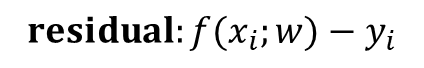 residual: f(xᵢ; w) − yᵢ